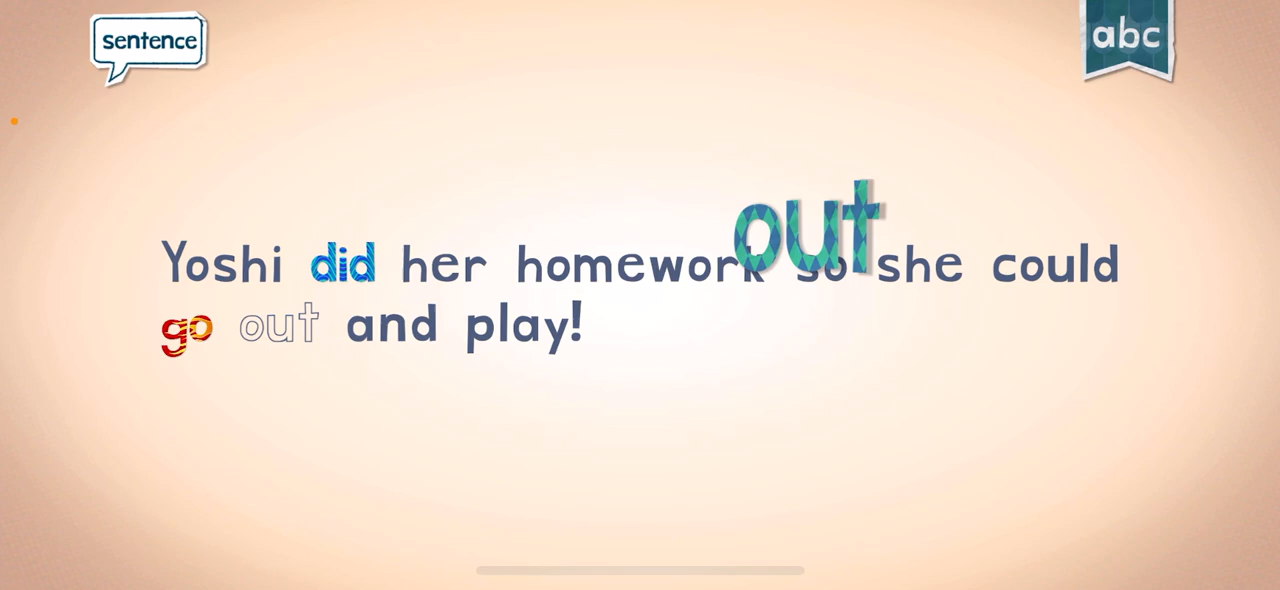 sentence
abc
out
Yoshi did her homework so she could
go out and play!